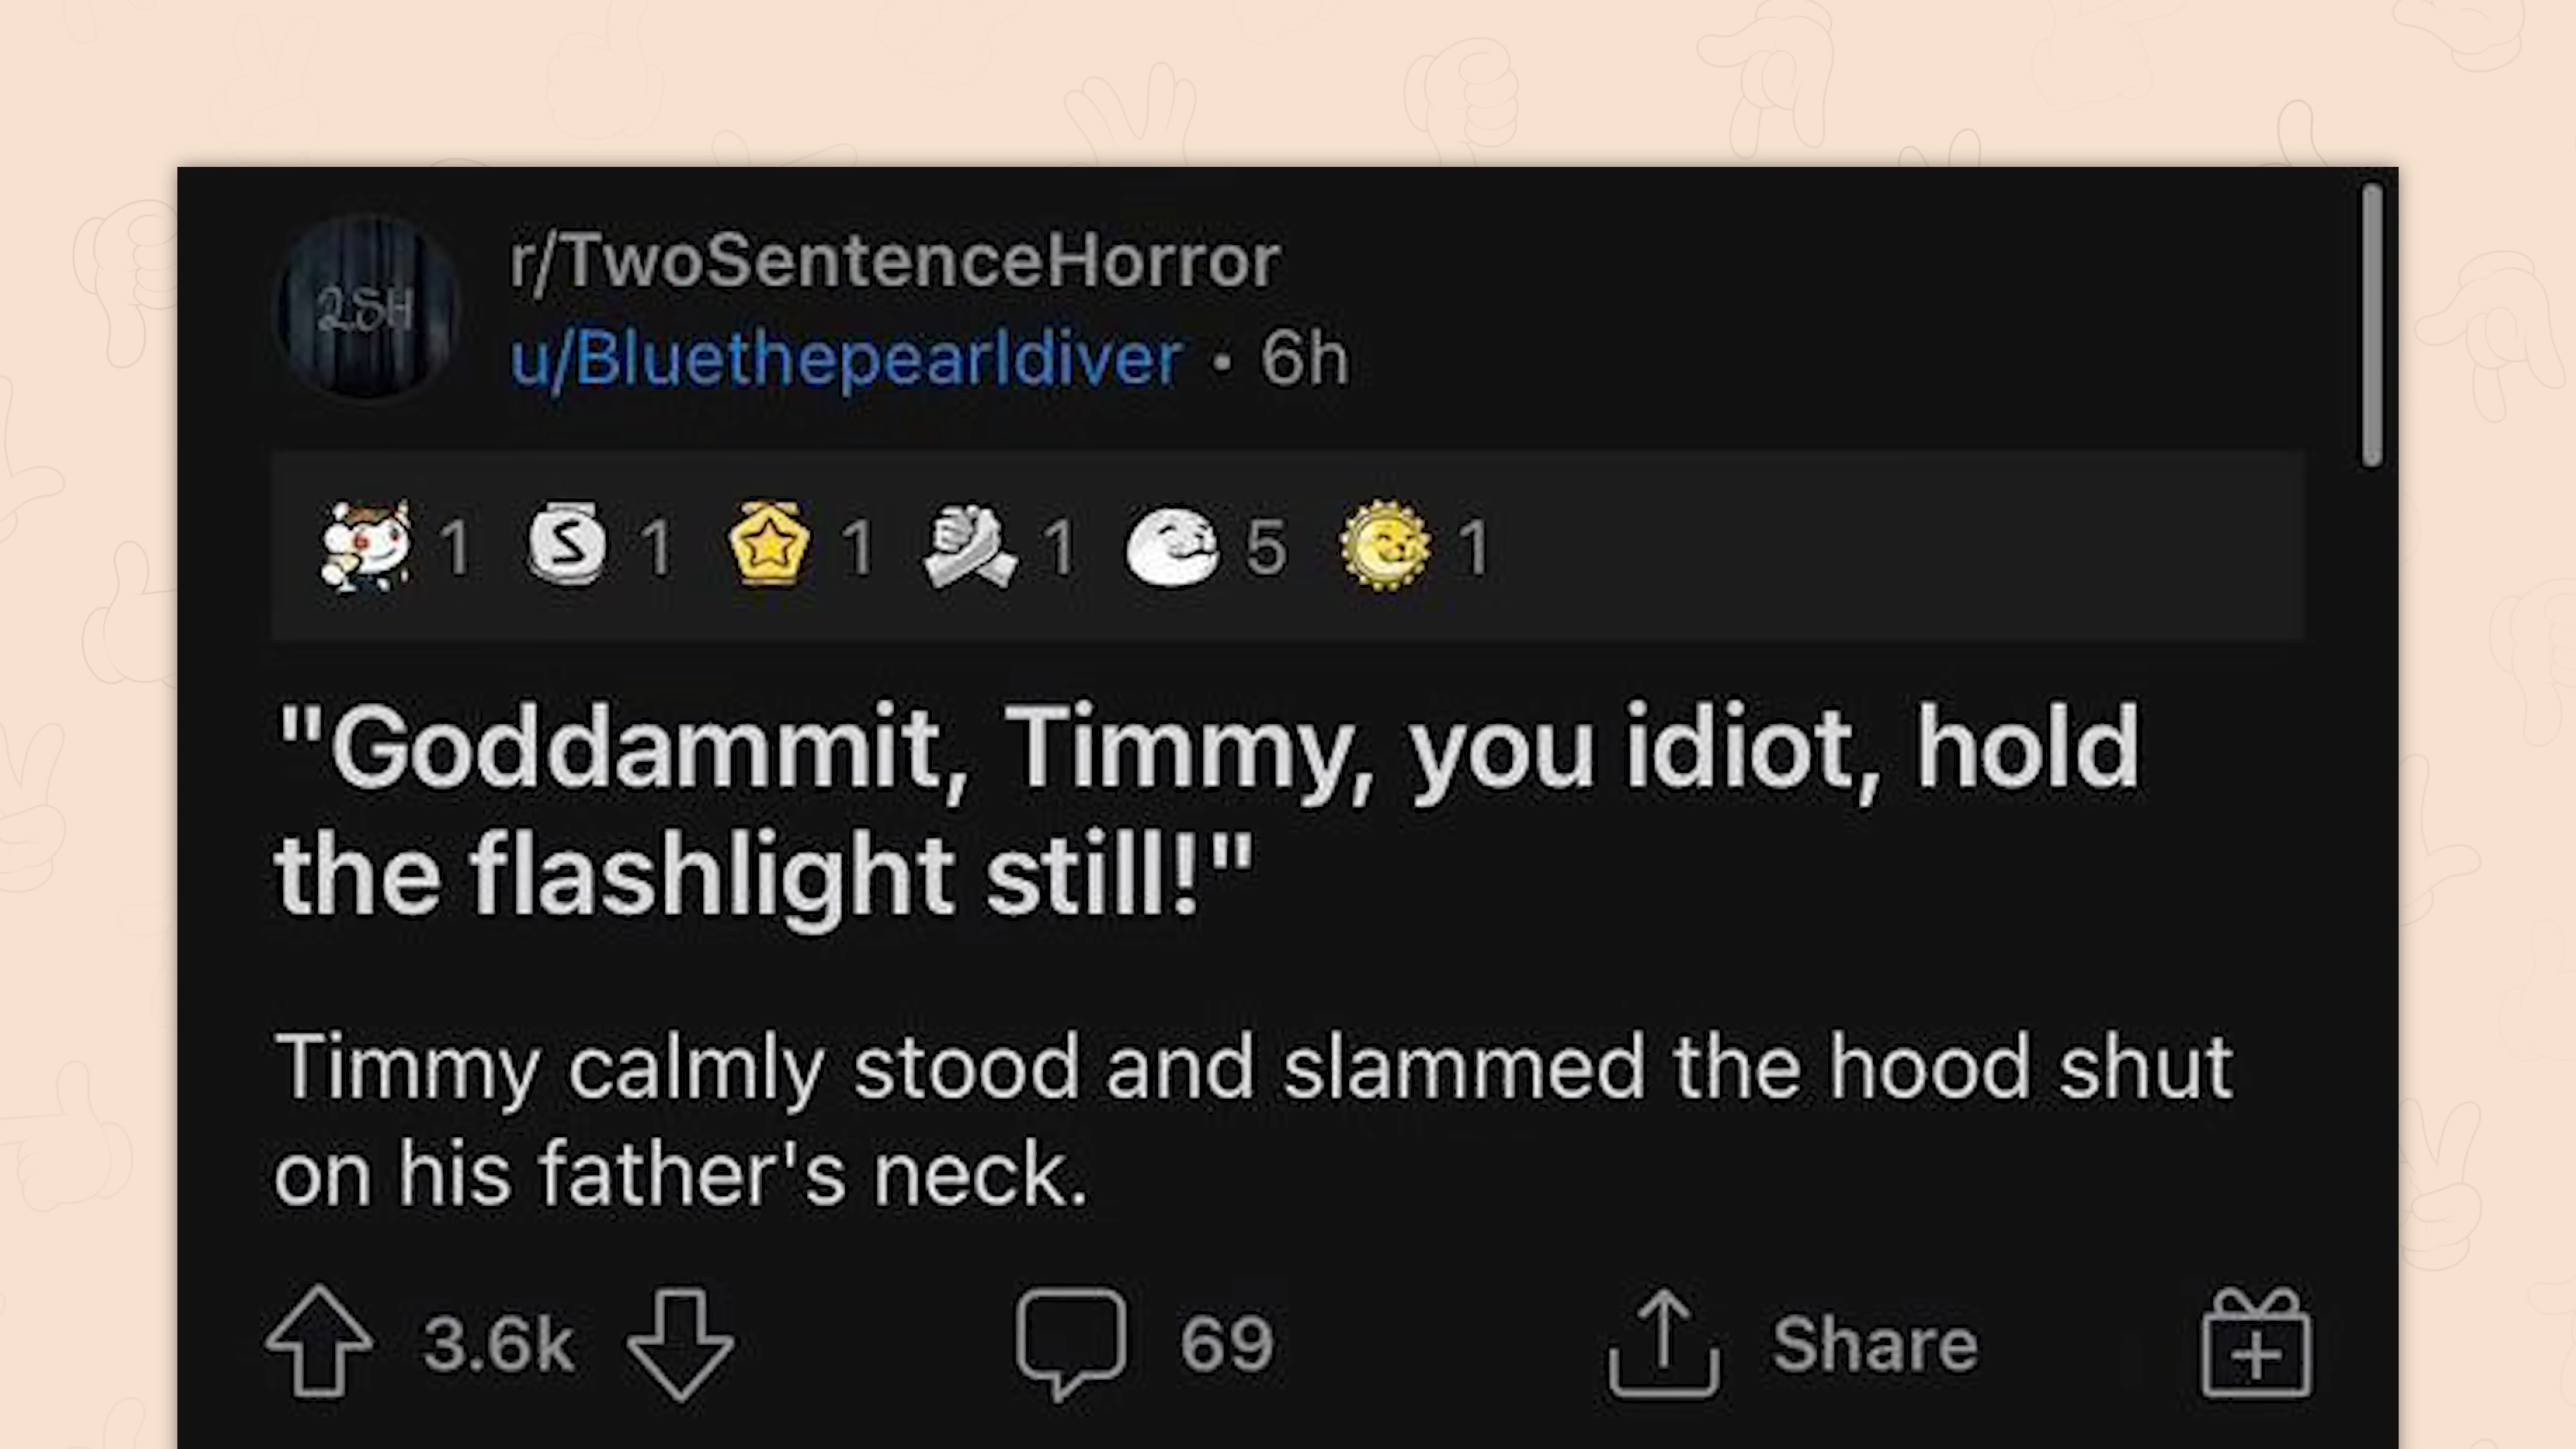 2SH
r/TwoSentenceHorror
u/Bluethepearldiver • 6h
1 S 1 1 1 5 1
"Goddammit, Timmy, you idiot, hold
the flashlight still!"
Timmy calmly stood and slammed the hood shut
on his father's neck.
3.6k 69 Share